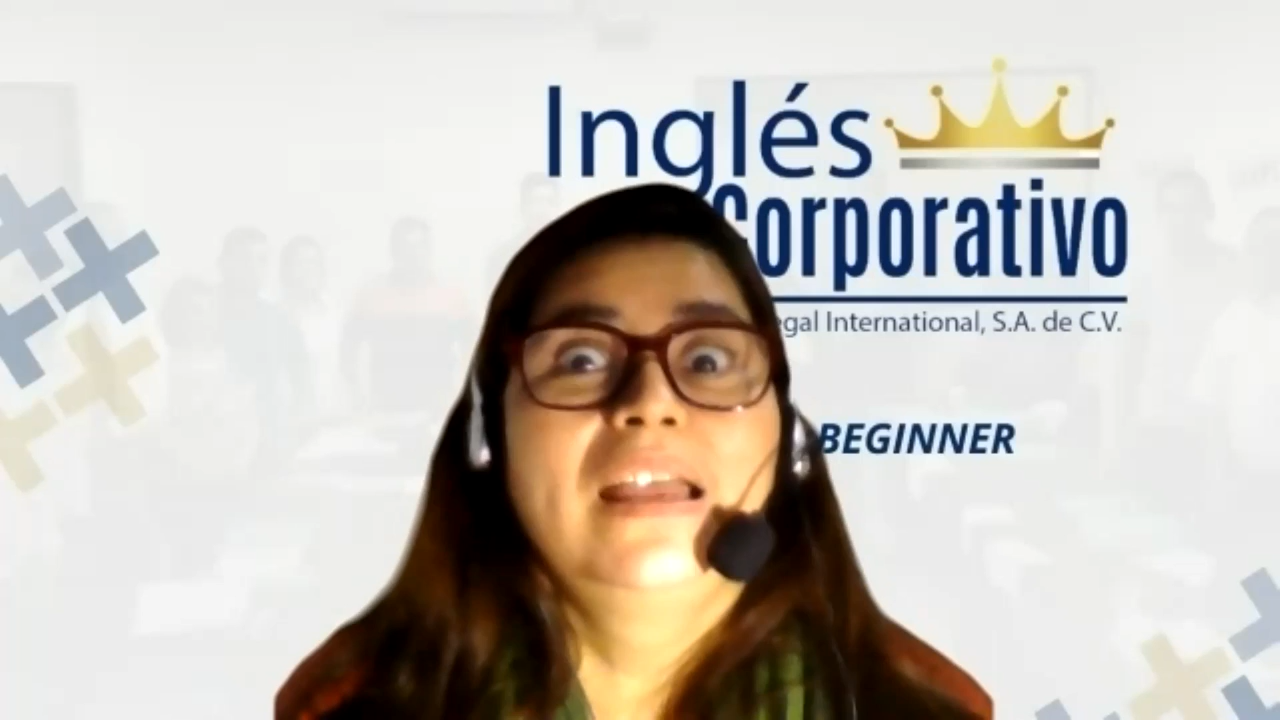 Inglés
Corporativo
egal International, S.A. de C.V.
BEGINNER